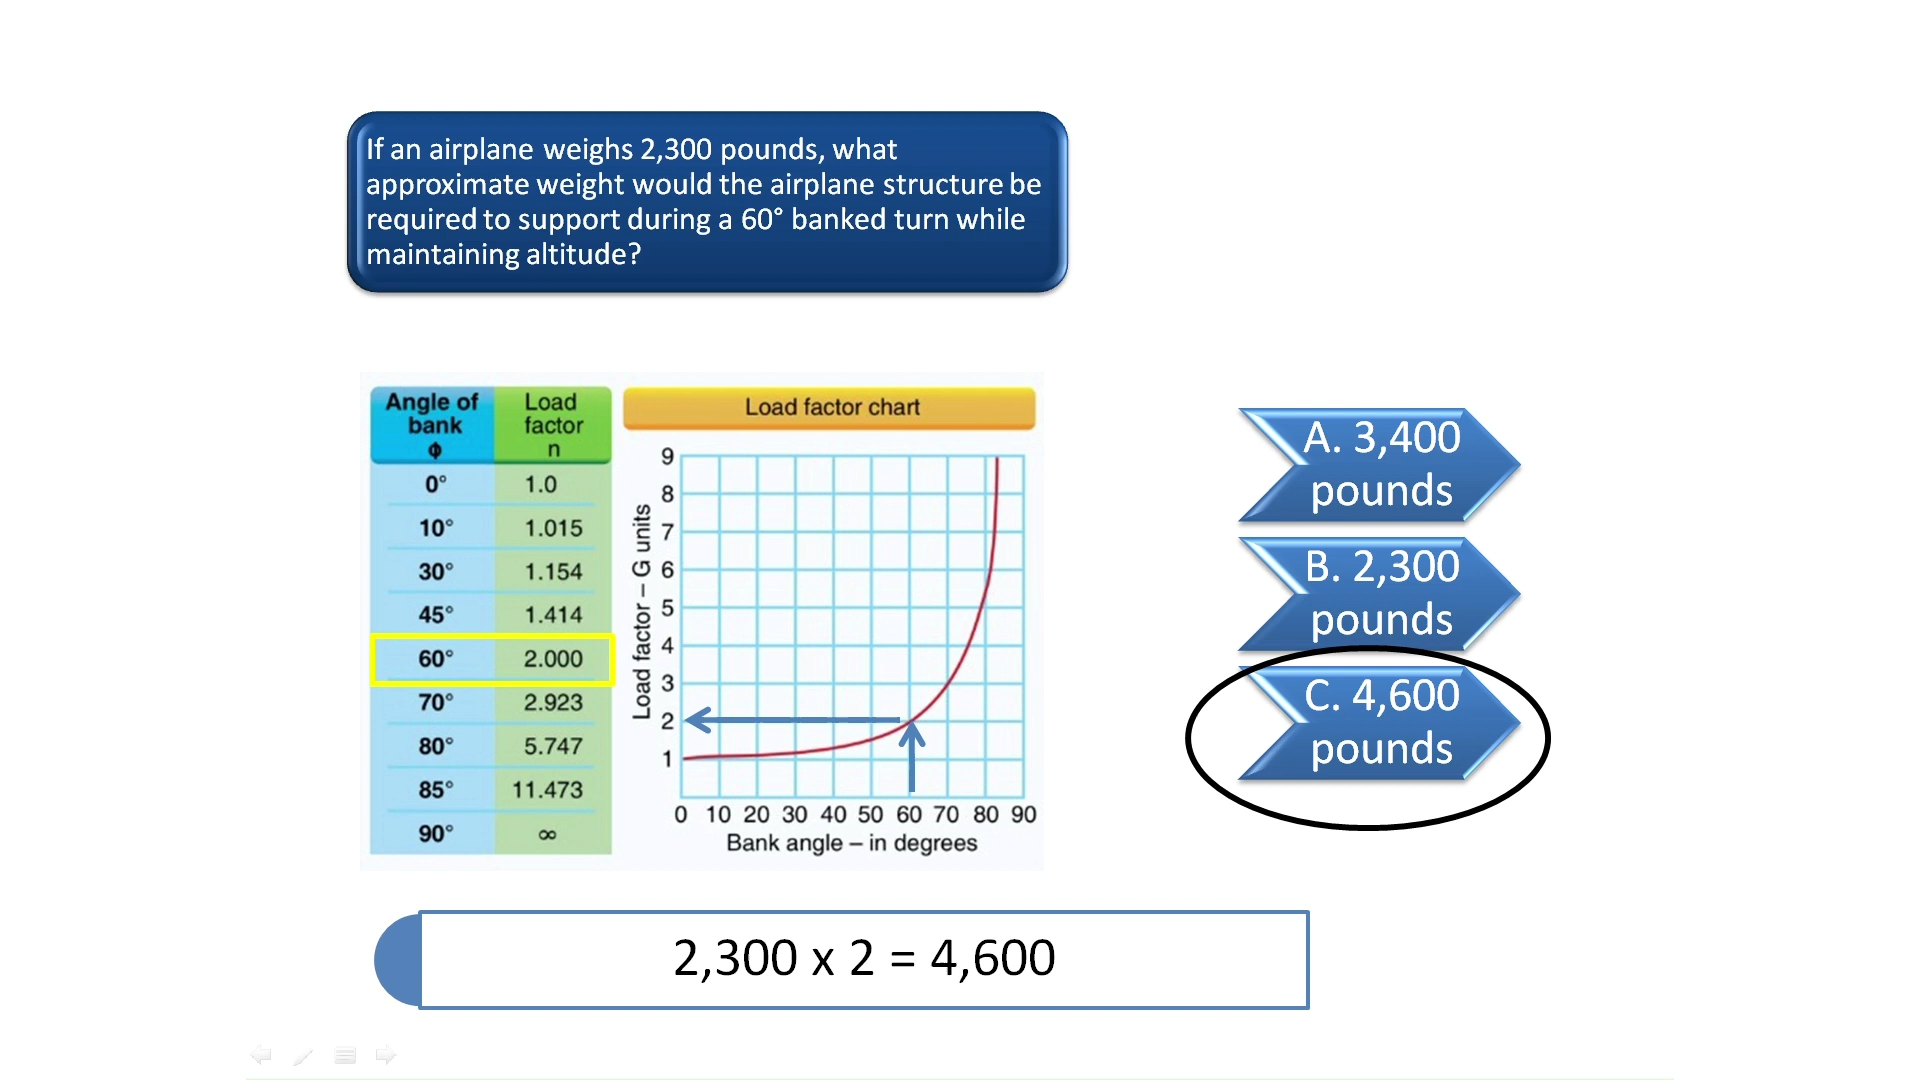 If an airplane weighs 2,300 pounds, what
approximate weight would the airplane structure be
required to support during a 60° banked turn while
maintaining altitude?
Angle of
bank
Φ
Load
factor
n
0° 1.0
10° 1.015
30° 1.154
45° 1.414
60° 2.000
70° 2.923
80° 5.747
85° 11.473
90° ∞
Load factor chart
Load factor – G units
9
8
7
6
5
4
3
2
1
0 10 20 30 40 50 60 70 80 90
Bank angle – in degrees
A. 3,400
pounds
B. 2,300
pounds
C. 4,600
pounds
2,300 x 2 = 4,600